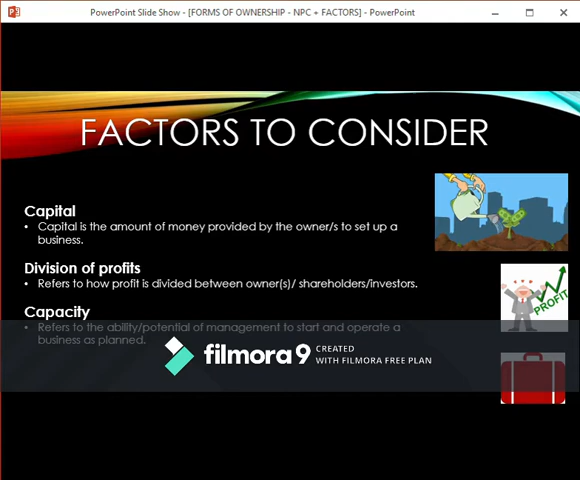 PowerPoint Slide Show - [FORMS OF OWNERSHIP - NPC + FACTORS] - PowerPoint
FACTORS TO CONSIDER
Capital
• Capital is the amount of money provided by the owner/s to set up a
business.
Division of profits
• Refers to how profit is divided between owner(s)/ shareholders/investors.
PROFIT
Capacity
• Refers to the ability/potential of management to start and operate a
business as planned.
filmora9 CREATED
WITH FILMORA FREE PLAN